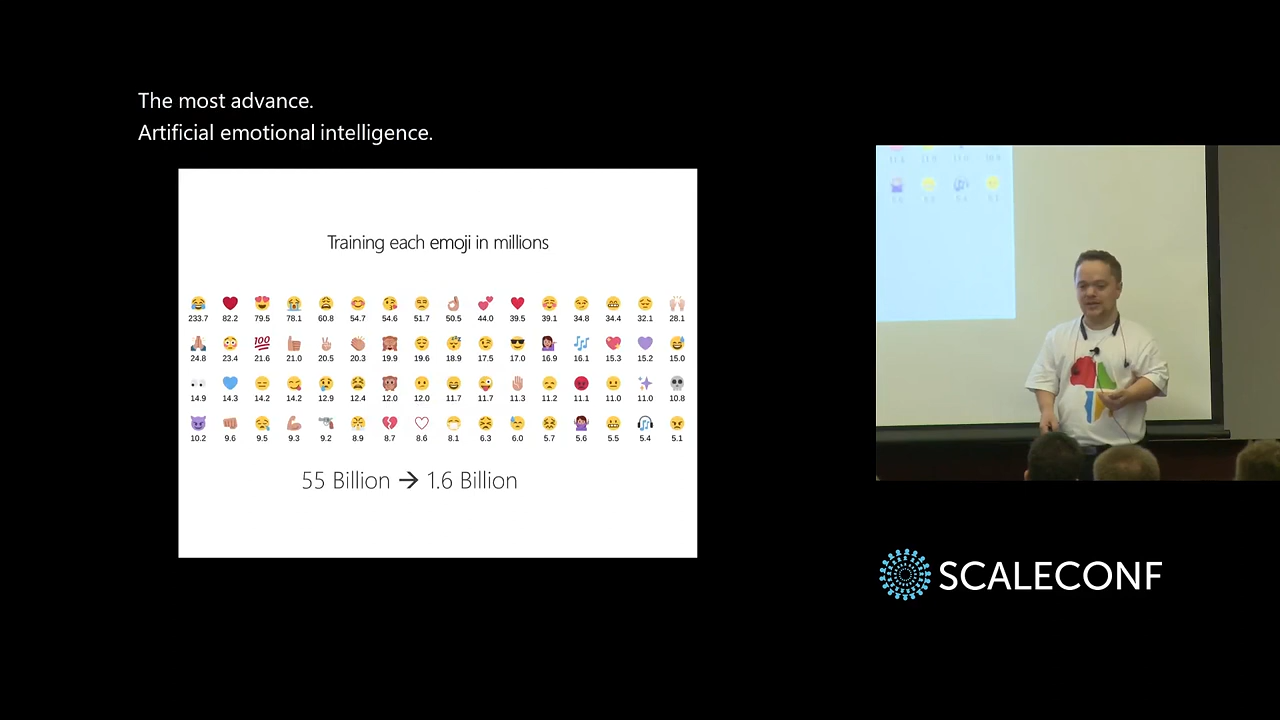 The most advance.
Artificial emotional intelligence.
Training each emoji in millions
233.7 82.2 79.5 78.1 60.8 54.7 54.6 51.7 50.5 44.0 39.5 39.1 34.8 34.4 32.1 28.1
24.8 23.4 21.6 21.0 20.5 20.3 19.9 19.6 18.9 17.5 17.0 16.9 16.1 15.3 15.2 15.0
14.9 14.3 14.2 14.2 12.9 12.4 12.0 12.0 11.7 11.7 11.3 11.2 11.1 11.0 11.0 10.8
10.2 9.6 9.5 9.3 9.2 8.9 8.7 8.6 8.1 6.3 6.0 5.7 5.6 5.5 5.4 5.1
55 Billion → 1.6 Billion
SCALECONF